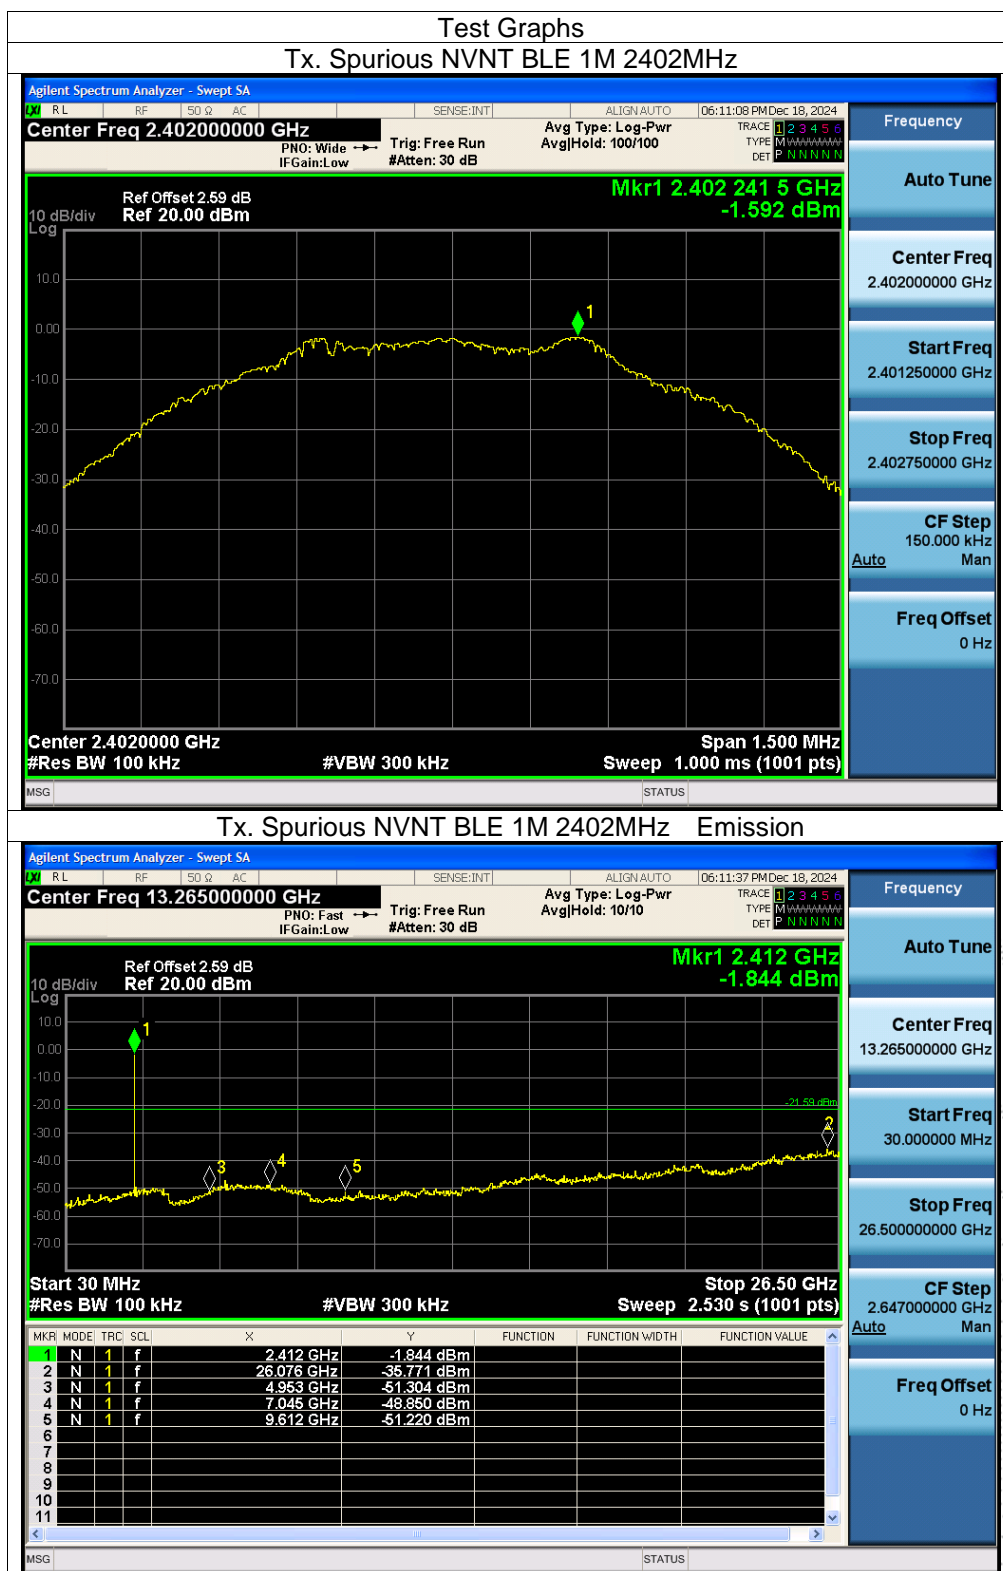 Test Graphs
Tx. Spurious NVNT BLE 1M 2402MHz
Agilent Spectrum Analyzer - Swept SA
LXI RL RF 50 Ω AC SENSE:INT ALIGN AUTO 06:11:08 PM Dec 18, 2024
Center Freq 2.402000000 GHz
PNO: Wide
IFGain:Low
Trig: Free Run
#Atten: 30 dB
Avg Type: Log-Pwr
Avg|Hold: 100/100
TRACE 1 2 3 4 5 6
TYPE M
DET P N N N N N
Frequency
Auto Tune
Center Freq
2.402000000 GHz
Start Freq
2.401250000 GHz
Stop Freq
2.402750000 GHz
CF Step
150.000 kHz
Auto Man
Freq Offset
0 Hz
Mkr1 2.402 241 5 GHz
-1.592 dBm
Ref Offset 2.59 dB
10 dB/div Ref 20.00 dBm
Log
10.0
0.00
-10.0
-20.0
-30.0
-40.0
-50.0
-60.0
-70.0
1
Center 2.4020000 GHz Span 1.500 MHz
#Res BW 100 kHz #VBW 300 kHz Sweep 1.000 ms (1001 pts)
MSG STATUS
Tx. Spurious NVNT BLE 1M 2402MHz Emission
Agilent Spectrum Analyzer - Swept SA
LXI RL RF 50 Ω AC SENSE:INT ALIGN AUTO 06:11:37 PM Dec 18, 2024
Center Freq 13.265000000 GHz
PNO: Fast
IFGain:Low
Trig: Free Run
#Atten: 30 dB
Avg Type: Log-Pwr
Avg|Hold: 10/10
TRACE 1 2 3 4 5 6
TYPE M
DET P N N N N N
Frequency
Auto Tune
Center Freq
13.265000000 GHz
Start Freq
30.000000 MHz
Stop Freq
26.500000000 GHz
CF Step
2.647000000 GHz
Auto Man
Freq Offset
0 Hz
Mkr1 2.412 GHz
-1.844 dBm
Ref Offset 2.59 dB
10 dB/div Ref 20.00 dBm
Log
10.0
0.00
-10.0
-20.0
-30.0
-40.0
-50.0
-60.0
-70.0
-21.59 dBm
1
2
3
4
5
Start 30 MHz Stop 26.50 GHz
#Res BW 100 kHz #VBW 300 kHz Sweep 2.530 s (1001 pts)
MKR MODE TRC SCL X Y FUNCTION FUNCTION WIDTH FUNCTION VALUE
1 N 1 f 2.412 GHz -1.844 dBm
2 N 1 f 26.076 GHz -35.771 dBm
3 N 1 f 4.953 GHz -51.304 dBm
4 N 1 f 7.045 GHz -48.850 dBm
5 N 1 f 9.612 GHz -51.220 dBm
6
7
8
9
10
11
MSG STATUS